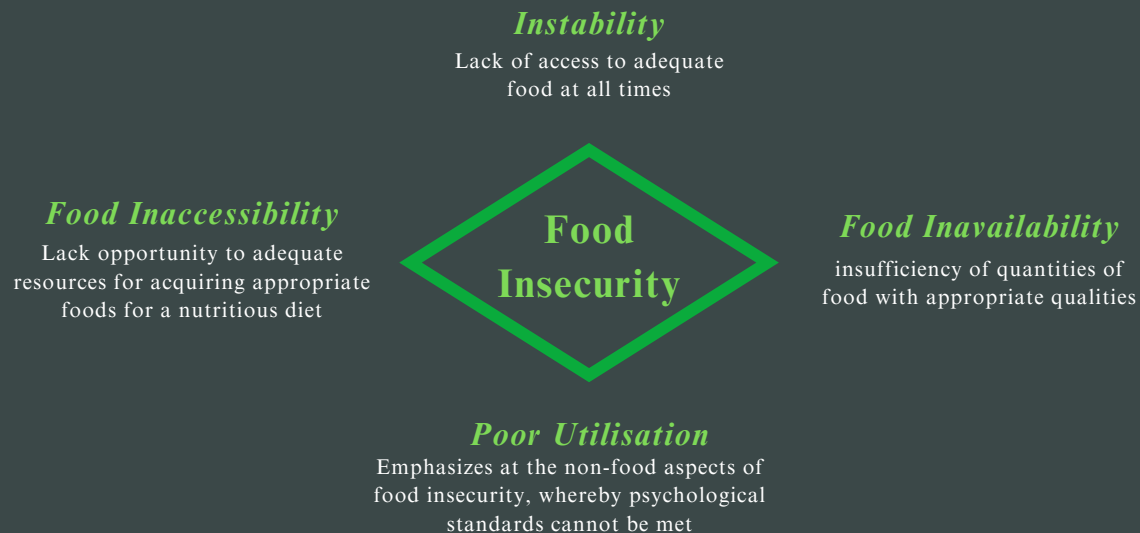 Instability
Lack of access to adequate
food at all times
Food Inaccessibility
Lack opportunity to adequate
resources for acquiring appropriate
foods for a nutritious diet
Food
Insecurity
Food Inavailability
insufficiency of quantities of
food with appropriate qualities
Poor Utilisation
Emphasizes at the non-food aspects of
food insecurity, whereby psychological
standards cannot be met